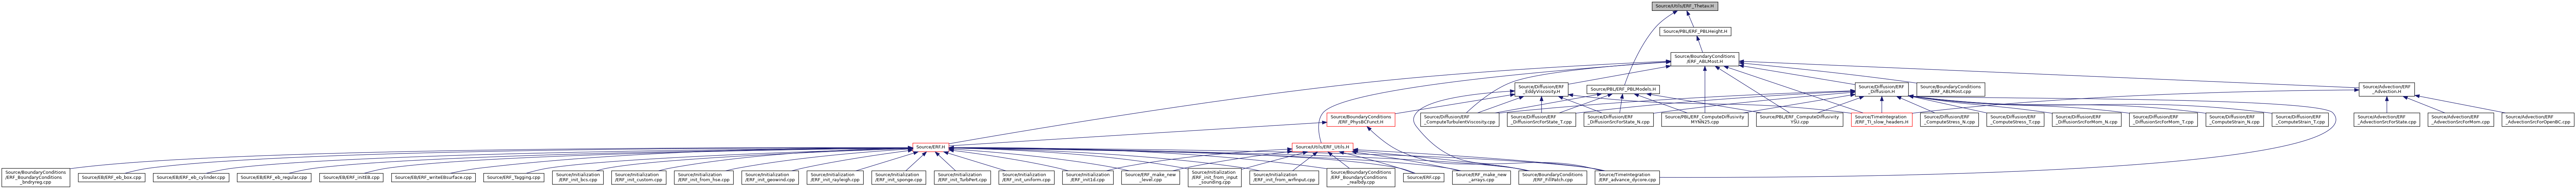 Source/Utils/ERF_Thetav.H
Source/PBL/ERF_PBLHeight.H
Source/BoundaryConditions
/ERF_ABLMost.H
Source/Diffusion/ERF
_EddyViscosity.H
Source/PBL/ERF_PBLModels.H
Source/Diffusion/ERF
_Diffusion.H
Source/BoundaryConditions
/ERF_ABLMost.cpp
Source/Advection/ERF
_Advection.H
Source/BoundaryConditions
/ERF_PhysBCFunct.H
Source/Diffusion/ERF
_ComputeTurbulentViscosity.cpp
Source/Diffusion/ERF
_DiffusionSrcForState_T.cpp
Source/Diffusion/ERF
_DiffusionSrcForState_N.cpp
Source/PBL/ERF_ComputeDiffusivity
MYNN25.cpp
Source/PBL/ERF_ComputeDiffusivity
YSU.cpp
Source/TimeIntegration
/ERF_TI_slow_headers.H
Source/Diffusion/ERF
_ComputeStress_N.cpp
Source/Diffusion/ERF
_ComputeStress_T.cpp
Source/Diffusion/ERF
_DiffusionSrcForMom_N.cpp
Source/Diffusion/ERF
_DiffusionSrcForMom_T.cpp
Source/Diffusion/ERF
_ComputeStrain_N.cpp
Source/Diffusion/ERF
_ComputeStrain_T.cpp
Source/Advection/ERF
_AdvectionSrcForState.cpp
Source/Advection/ERF
_AdvectionSrcForMom.cpp
Source/Advection/ERF
_AdvectionSrcForOpenBC.cpp
Source/ERF.H
Source/Utils/ERF_Utils.H
Source/BoundaryConditions
/ERF_BoundaryConditions
_bndryreg.cpp
Source/EB/ERF_eb_box.cpp
Source/EB/ERF_eb_cylinder.cpp
Source/EB/ERF_eb_regular.cpp
Source/EB/ERF_initEB.cpp
Source/EB/ERF_writeEBsurface.cpp
Source/ERF_Tagging.cpp
Source/Initialization
/ERF_init_bcs.cpp
Source/Initialization
/ERF_init_custom.cpp
Source/Initialization
/ERF_init_from_hse.cpp
Source/Initialization
/ERF_init_geowind.cpp
Source/Initialization
/ERF_init_rayleigh.cpp
Source/Initialization
/ERF_init_sponge.cpp
Source/Initialization
/ERF_init_TurbPert.cpp
Source/Initialization
/ERF_init_uniform.cpp
Source/Initialization
/ERF_init1d.cpp
Source/ERF_make_new
_level.cpp
Source/Initialization
/ERF_init_from_input
_sounding.cpp
Source/Initialization
/ERF_init_from_wrfinput.cpp
Source/BoundaryConditions
/ERF_BoundaryConditions
_realbdy.cpp
Source/ERF.cpp
Source/ERF_make_new
_arrays.cpp
Source/BoundaryConditions
/ERF_FillPatch.cpp
Source/TimeIntegration
/ERF_advance_dycore.cpp